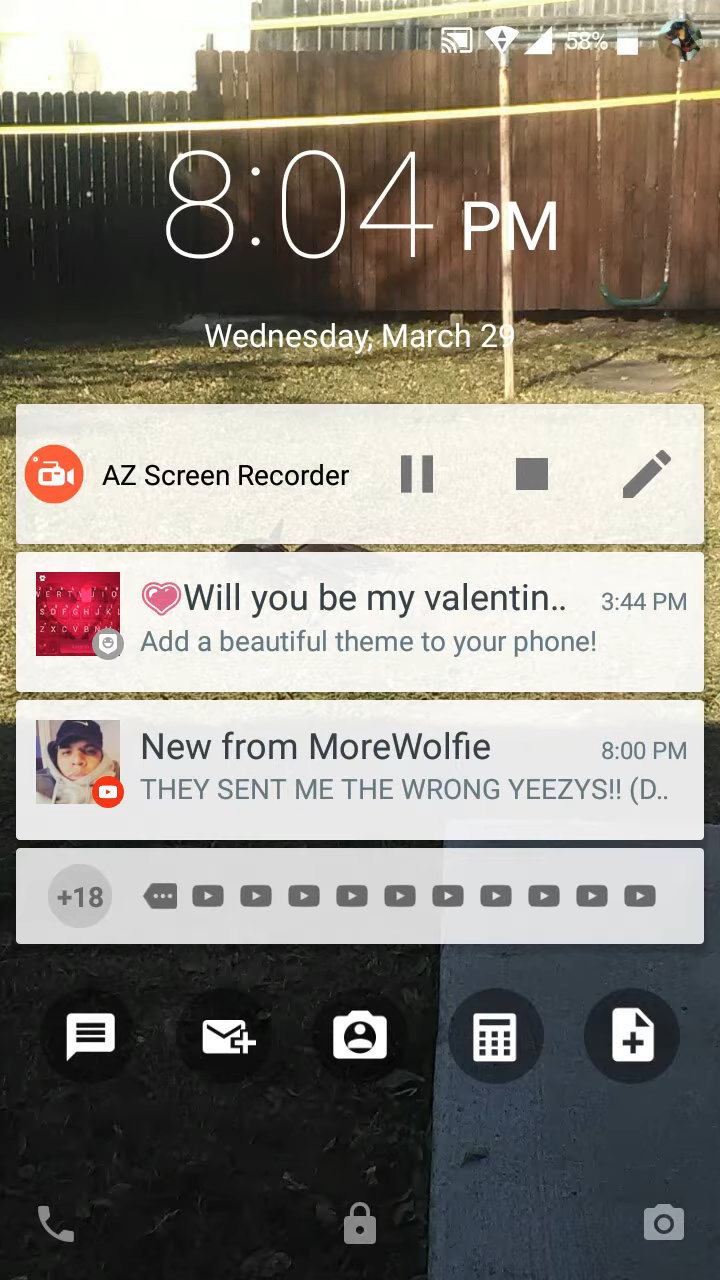 58%
8:04 PM
Wednesday, March 29
AZ Screen Recorder
💗Will you be my valentin.. 3:44 PM
Add a beautiful theme to your phone!
New from MoreWolfie 8:00 PM
THEY SENT ME THE WRONG YEEZYS!! (D..
+18